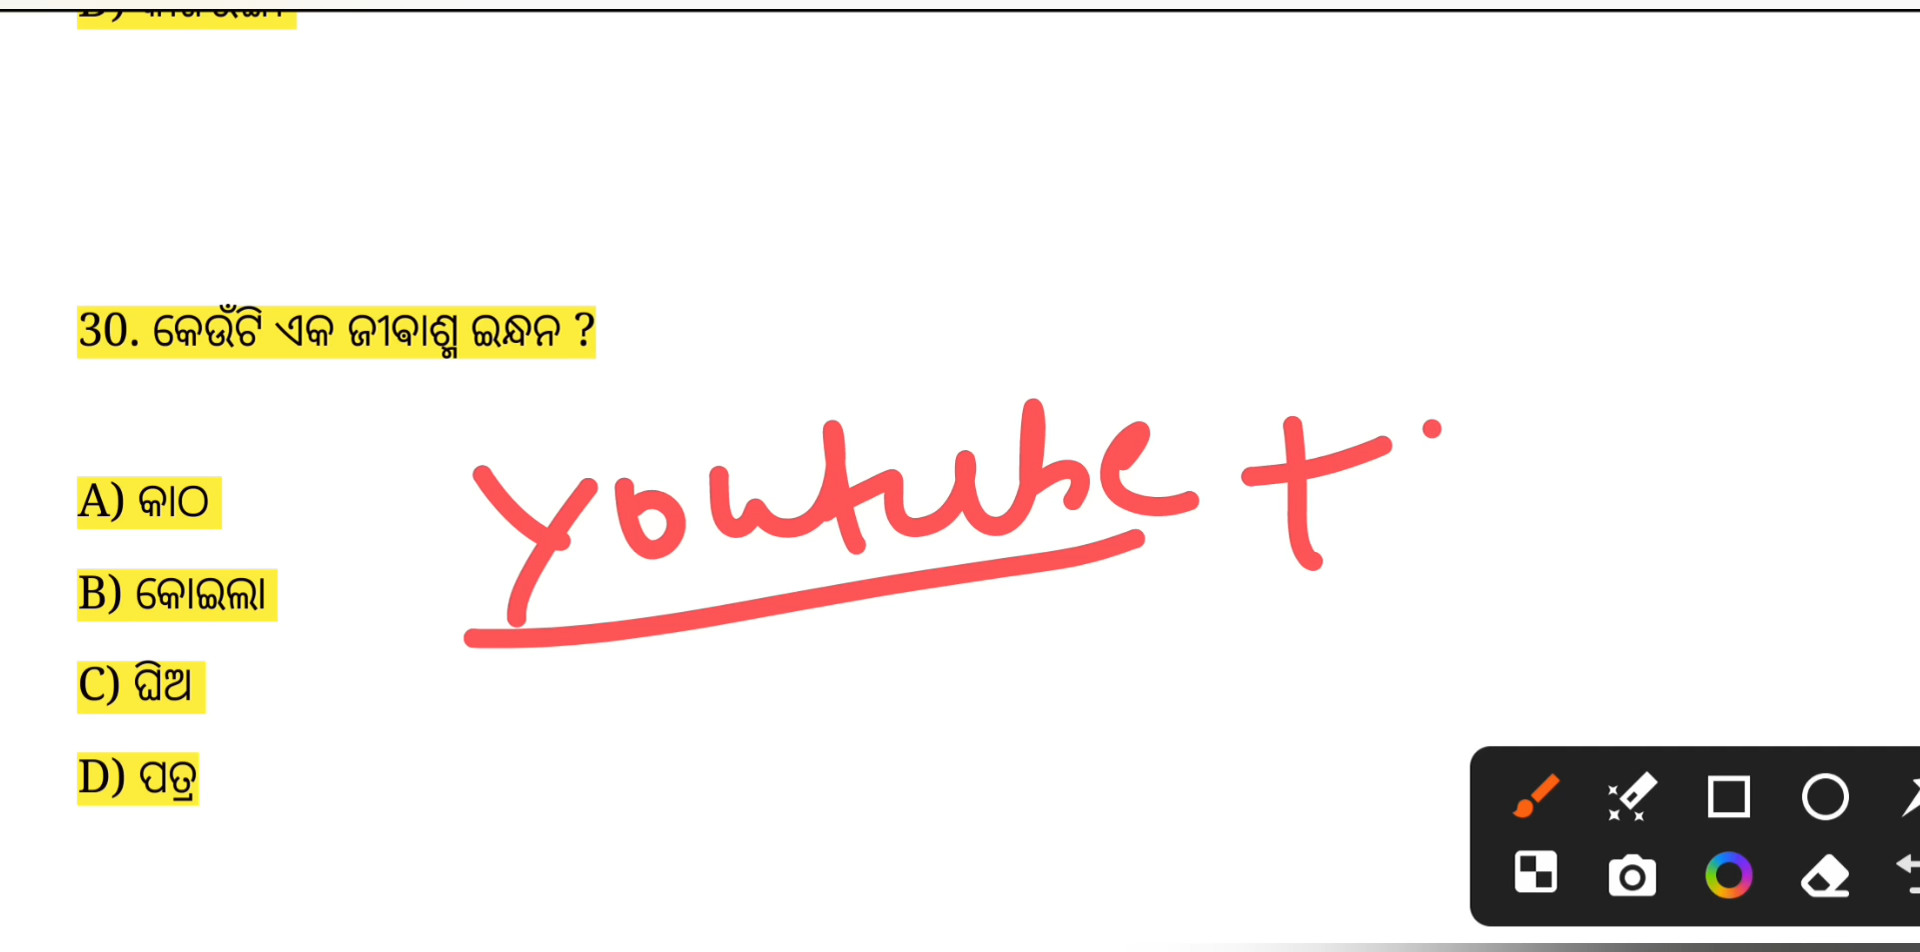 30. କେଉଁଟି ଏକ ଜୀଵାଶ୍ମ ଇନ୍ଧନ ?
youtube t
A) କାଠ
B) କୋଇଲା
C) ଘିଅ
D) ପତ୍ର